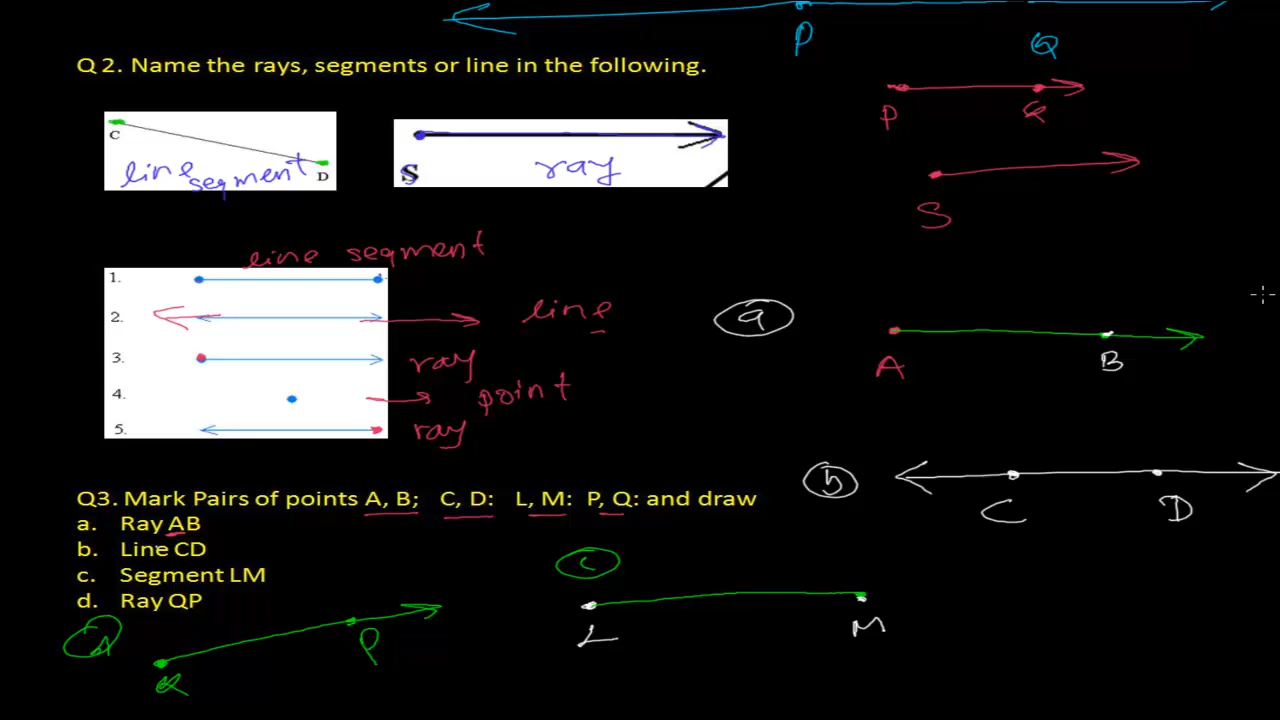 P Q
Q 2. Name the rays, segments or line in the following.
P Q
C
line segment
D
S
ray
S
line segment
1.
2.
line
3.
ray
4.
point
5.
ray
a
A B
b
C D
Q3. Mark Pairs of points A, B; C, D: L, M: P, Q: and draw
a. Ray AB
b. Line CD
c. Segment LM
d. Ray QP
c
L M
d
Q P